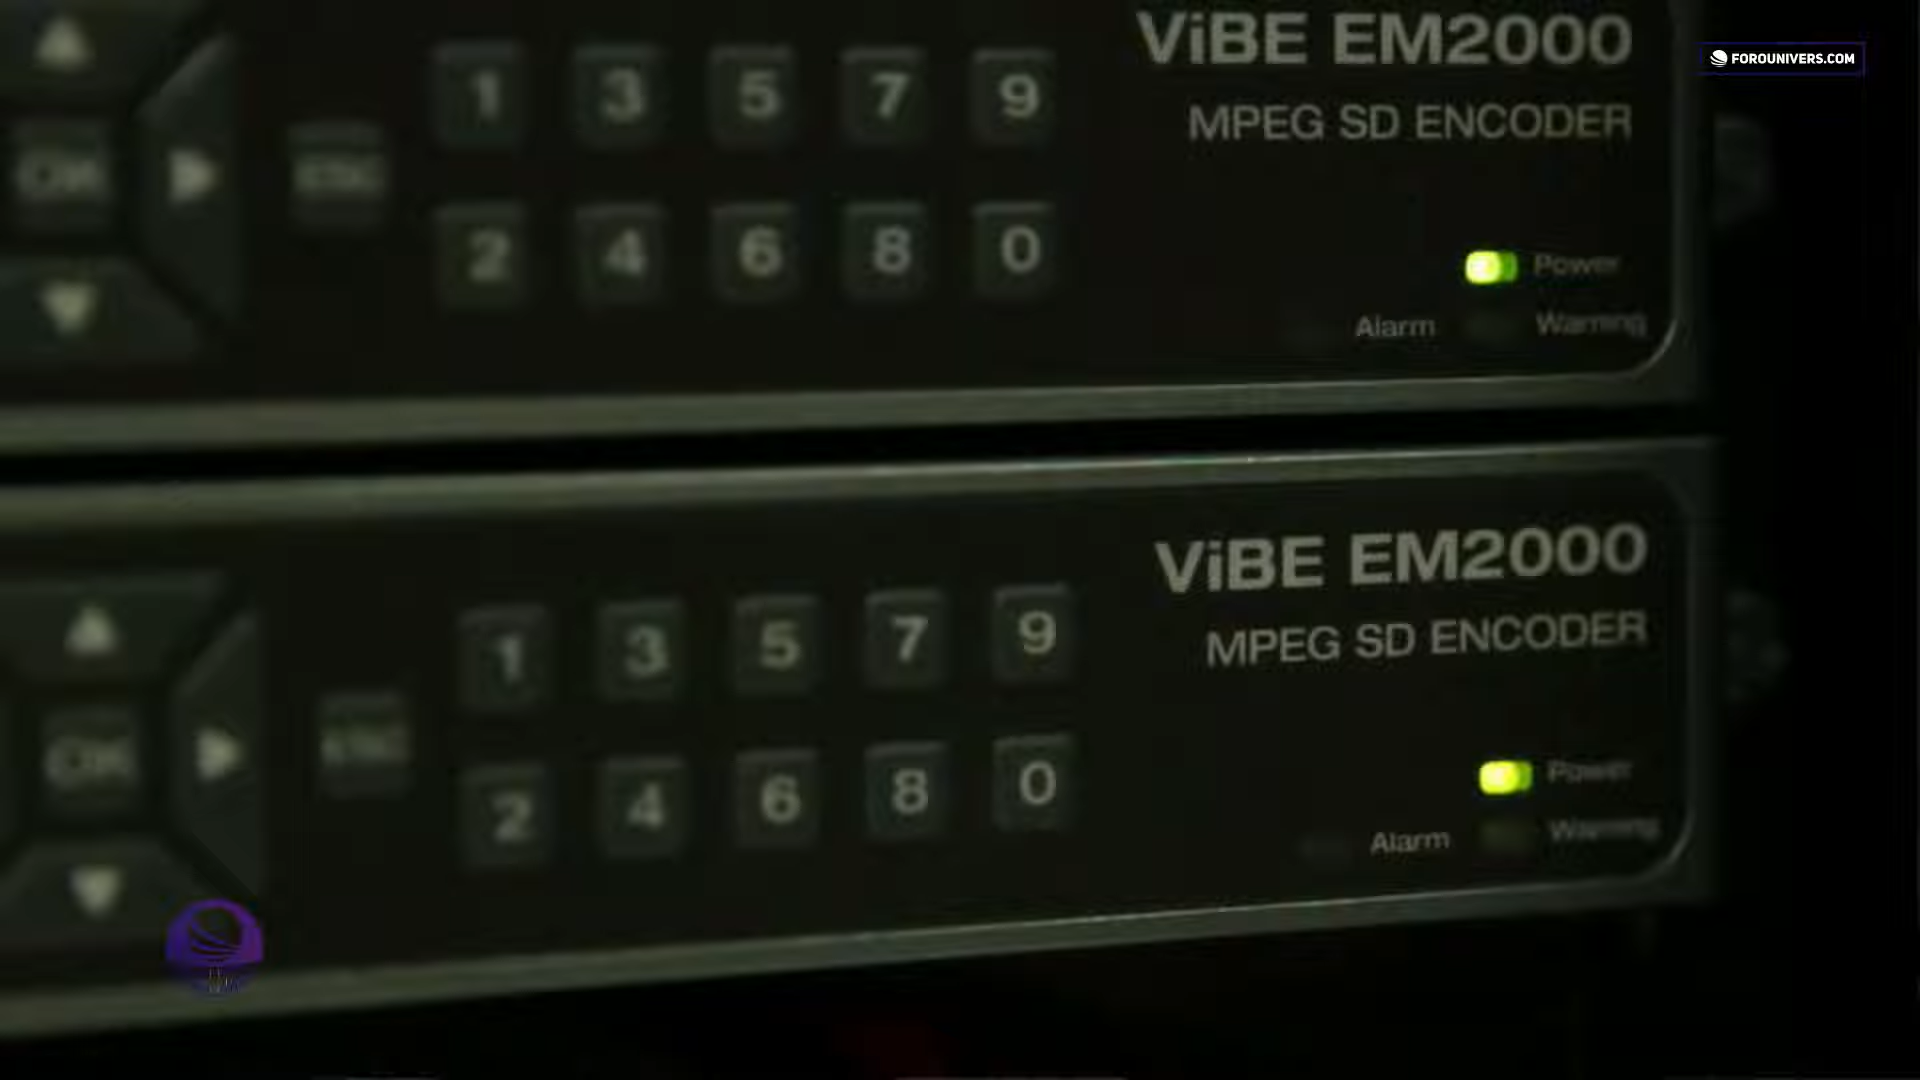 ViBE EM2000
FOROUNIVERS.COM
1 3 5 7 9
MPEG SD ENCODER
OK ESC
2 4 6 8 0
Power
Alarm Warning
ViBE EM2000
1 3 5 7 9
MPEG SD ENCODER
OK ESC
2 4 6 8 0
Power
Alarm Warning